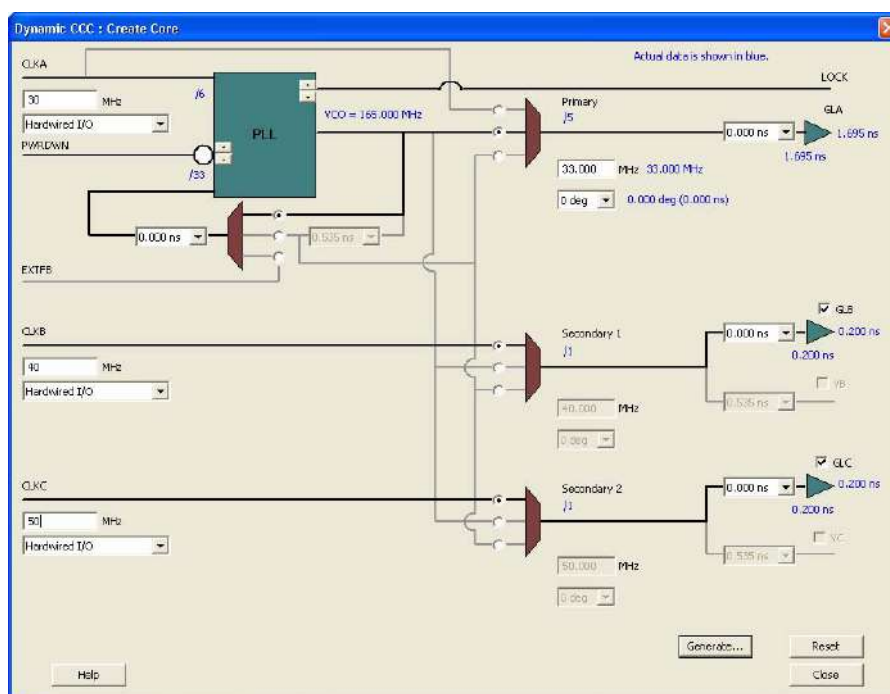 Dynamic CCC : Create Core
Actual data is shown in blue.
CLKA
30 MHz
Hardwired I/O
PWRDWN
/6
PLL
/33
VCO = 165.000 MHz
LOCK
Primary
/5
33.000 MHz 33.000 MHz
0 deg 0.000 deg (0.000 ns)
0.000 ns
GLA
1.695 ns
1.695 ns
0.000 ns
0.535 ns
EXTFB
CLKB
40 MHz
Hardwired I/O
Secondary 1
/1
40.000 MHz
0 deg
0.000 ns
GLB
0.200 ns
0.200 ns
0.535 ns
YB
CLKC
50 MHz
Hardwired I/O
Secondary 2
/1
50.000 MHz
0 deg
0.000 ns
GLC
0.200 ns
0.200 ns
0.535 ns
YC
Generate...
Reset
Help
Close